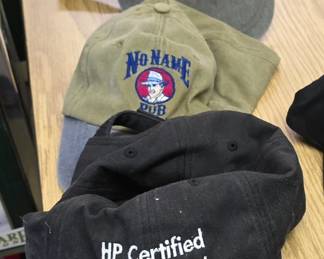 NO NAME
PUB
HP Certified